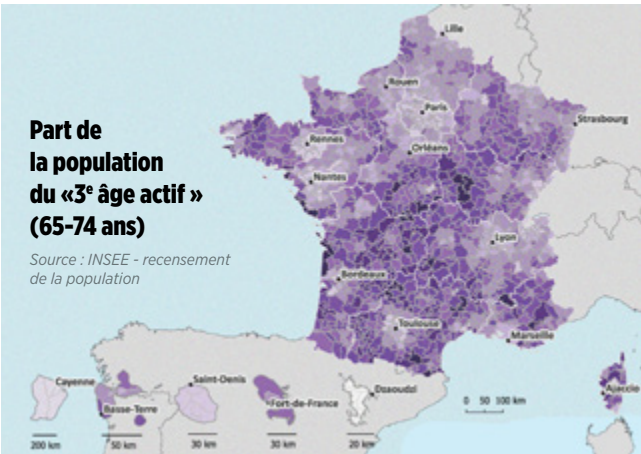 Part de
la population
du «3e âge actif »
(65-74 ans)
Source : INSEE - recensement
de la population
Lille
Rouen
Paris
Strasbourg
Rennes
Orléans
Nantes
Lyon
Bordeaux
Toulouse
Marseille
Ajaccio
Cayenne
Basse-Terre
Saint-Denis
Fort-de-France
Dzaoudzi
0 50 100 km
200 km
50 km
30 km
30 km
20 km